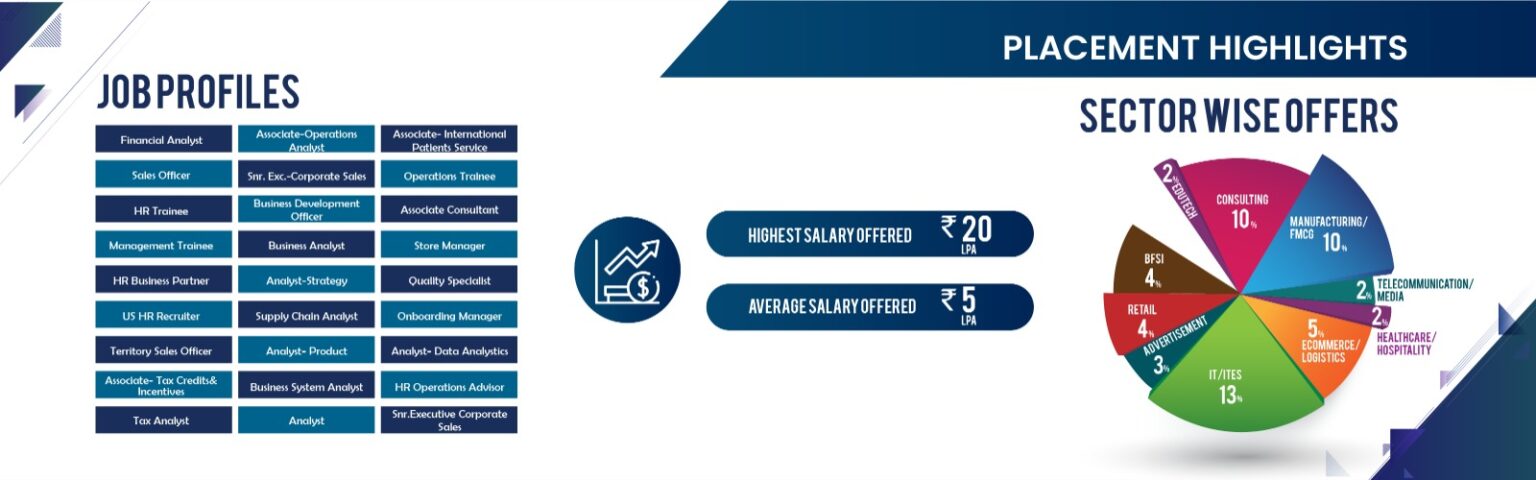 PLACEMENT HIGHLIGHTS
JOB PROFILES
Financial Analyst
Associate-Operations
Analyst
Associate- International
Patients Service
Sales Officer
Snr. Exc.-Corporate Sales
Operations Trainee
HR Trainee
Business Development
Officer
Associate Consultant
Management Trainee
Business Analyst
Store Manager
HR Business Partner
Analyst-Strategy
Quality Specialist
US HR Recruiter
Supply Chain Analyst
Onboarding Manager
Territory Sales Officer
Analyst- Product
Analyst- Data Analytics
Associate- Tax Credits&
Incentives
Business System Analyst
HR Operations Advisor
Tax Analyst
Analyst
Snr.Executive Corporate
Sales
HIGHEST SALARY OFFERED ₹ 20
LPA
AVERAGE SALARY OFFERED ₹ 5
LPA
SECTOR WISE OFFERS
2%
EDUTECH
CONSULTING
10%
MANUFACTURING/
FMCG 10%
2% TELECOMMUNICATION/
MEDIA
2%
HEALTHCARE/
HOSPITALITY
5%
ECOMMERCE/
LOGISTICS
IT/ITES
13%
ADVERTISEMENT
3%
RETAIL
4%
BFSI
4%
$